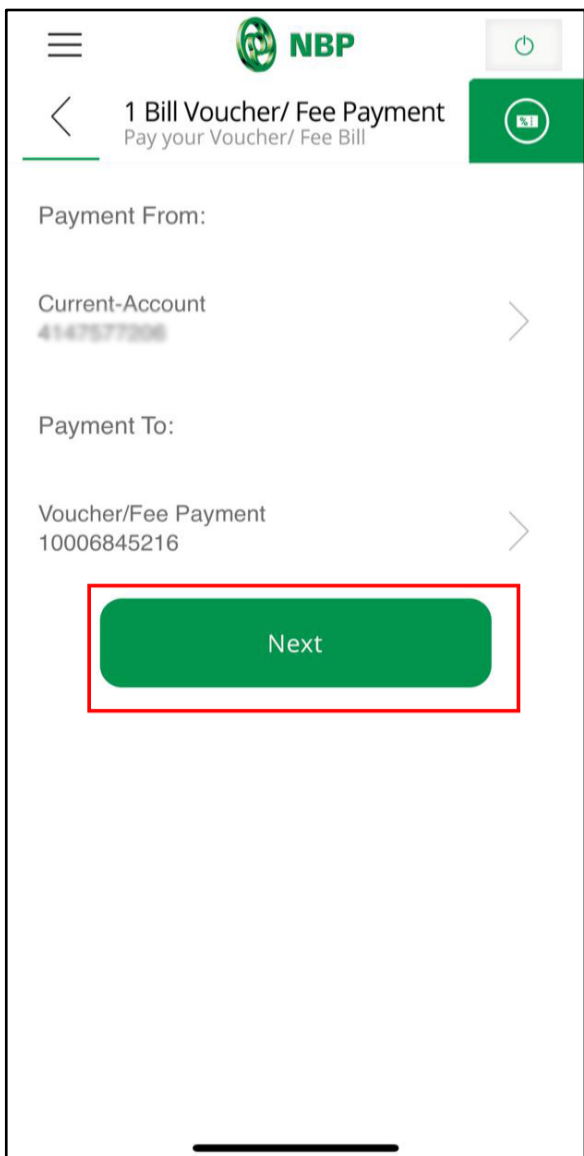 NBP
1 Bill Voucher/ Fee Payment
Pay your Voucher/ Fee Bill
Payment From:
Current-Account
Payment To:
Voucher/Fee Payment
10006845216
Next